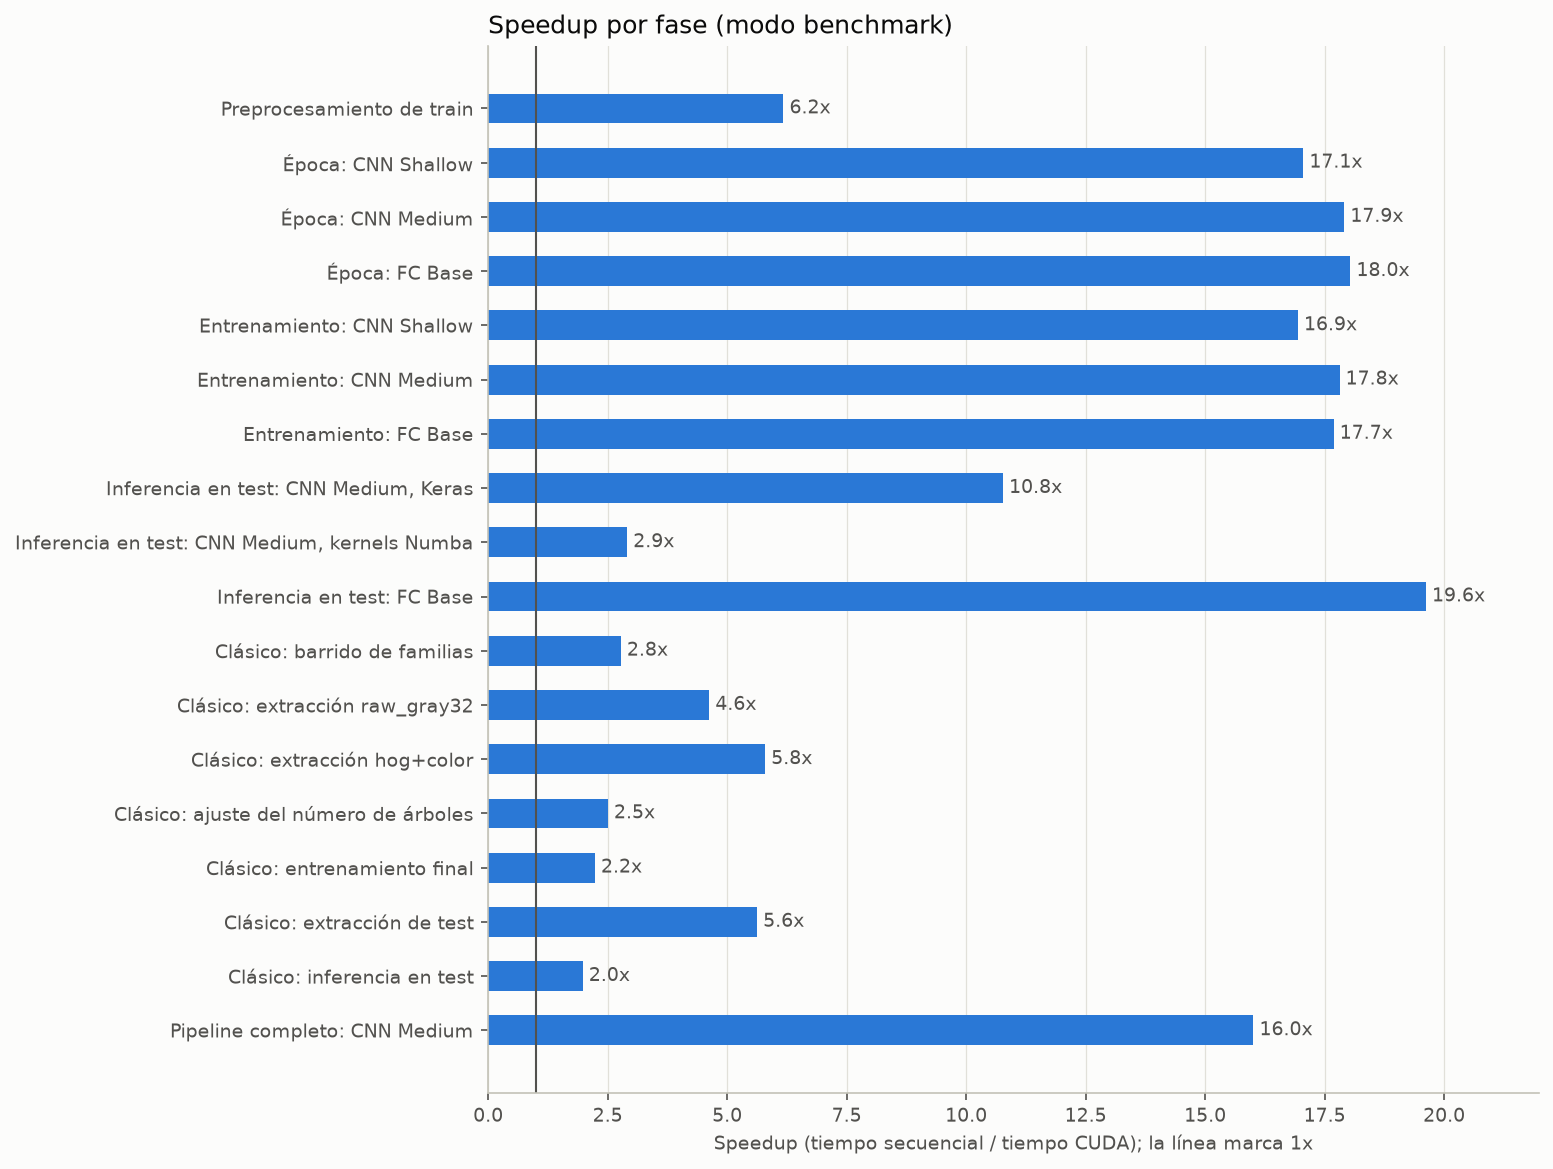 Speedup por fase (modo benchmark)
Preprocesamiento de train 6.2x
Época: CNN Shallow 17.1x
Época: CNN Medium 17.9x
Época: FC Base 18.0x
Entrenamiento: CNN Shallow 16.9x
Entrenamiento: CNN Medium 17.8x
Entrenamiento: FC Base 17.7x
Inferencia en test: CNN Medium, Keras 10.8x
Inferencia en test: CNN Medium, kernels Numba 2.9x
Inferencia en test: FC Base 19.6x
Clásico: barrido de familias 2.8x
Clásico: extracción raw_gray32 4.6x
Clásico: extracción hog+color 5.8x
Clásico: ajuste del número de árboles 2.5x
Clásico: entrenamiento final 2.2x
Clásico: extracción de test 5.6x
Clásico: inferencia en test 2.0x
Pipeline completo: CNN Medium 16.0x
0.0 2.5 5.0 7.5 10.0 12.5 15.0 17.5 20.0
Speedup (tiempo secuencial / tiempo CUDA); la línea marca 1x